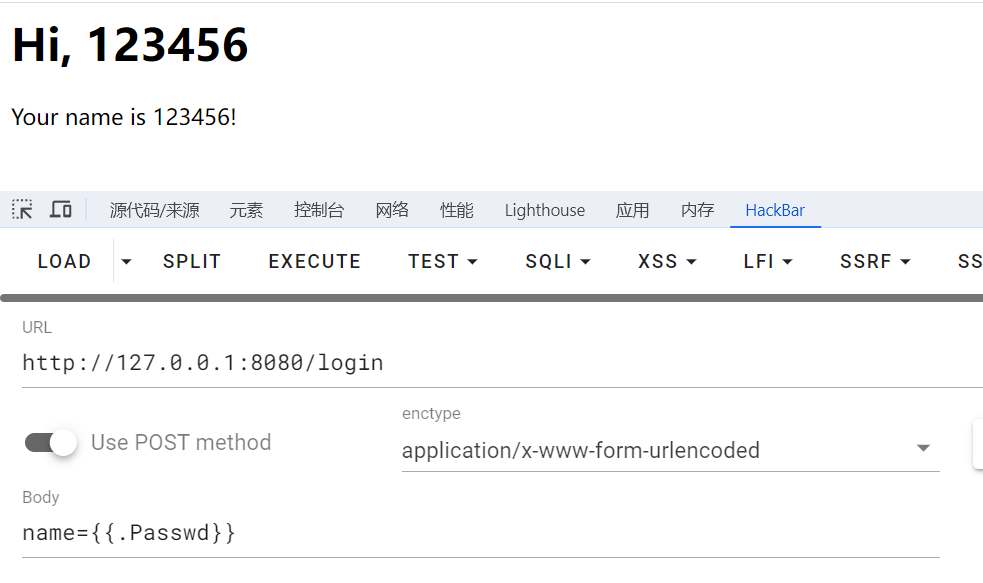 Hi, 123456
Your name is 123456!
源代码/来源 元素 控制台 网络 性能 Lighthouse 应用 内存 HackBar
LOAD SPLIT EXECUTE TEST SQLI XSS LFI SSRF SS
URL
http://127.0.0.1:8080/login
enctype
Use POST method
application/x-www-form-urlencoded
Body
name={{.Passwd}}